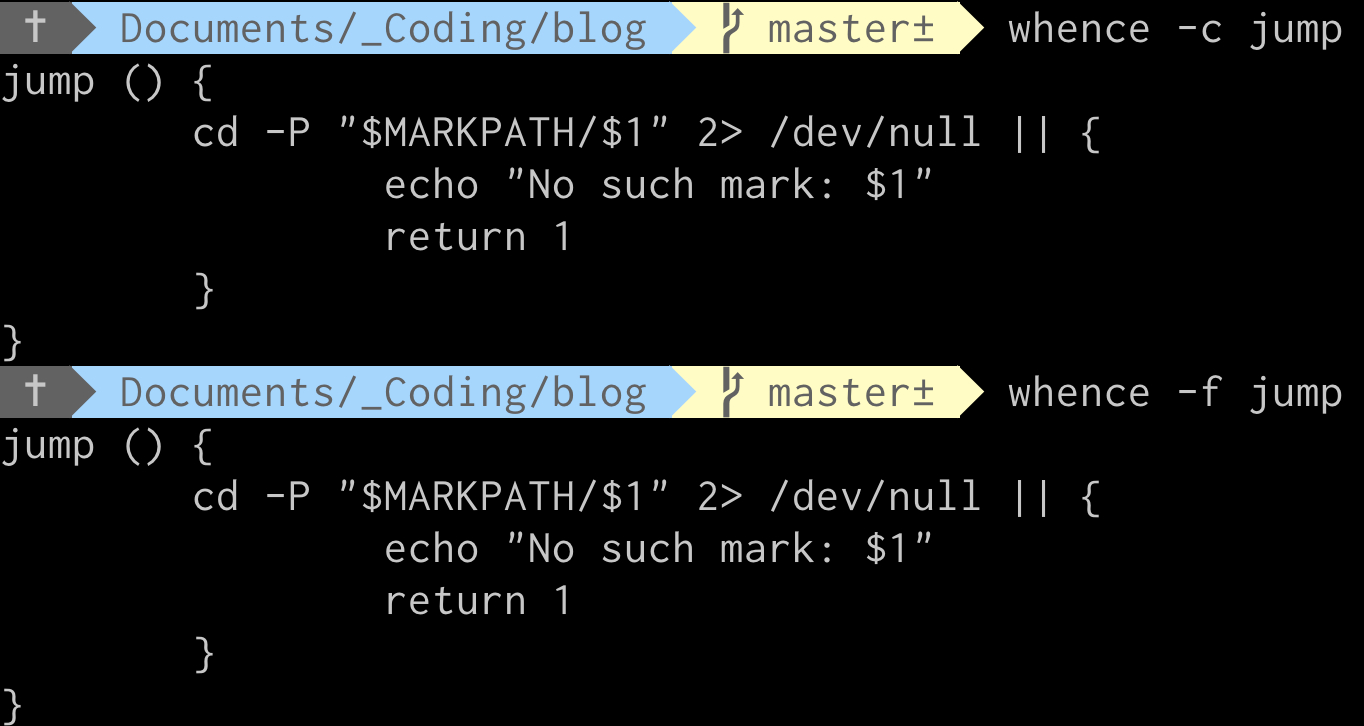 † Documents/_Coding/blog master± whence -c jump
jump () {
        cd -P "$MARKPATH/$1" 2> /dev/null || {
                echo "No such mark: $1"
                return 1
        }
}
† Documents/_Coding/blog master± whence -f jump
jump () {
        cd -P "$MARKPATH/$1" 2> /dev/null || {
                echo "No such mark: $1"
                return 1
        }
}